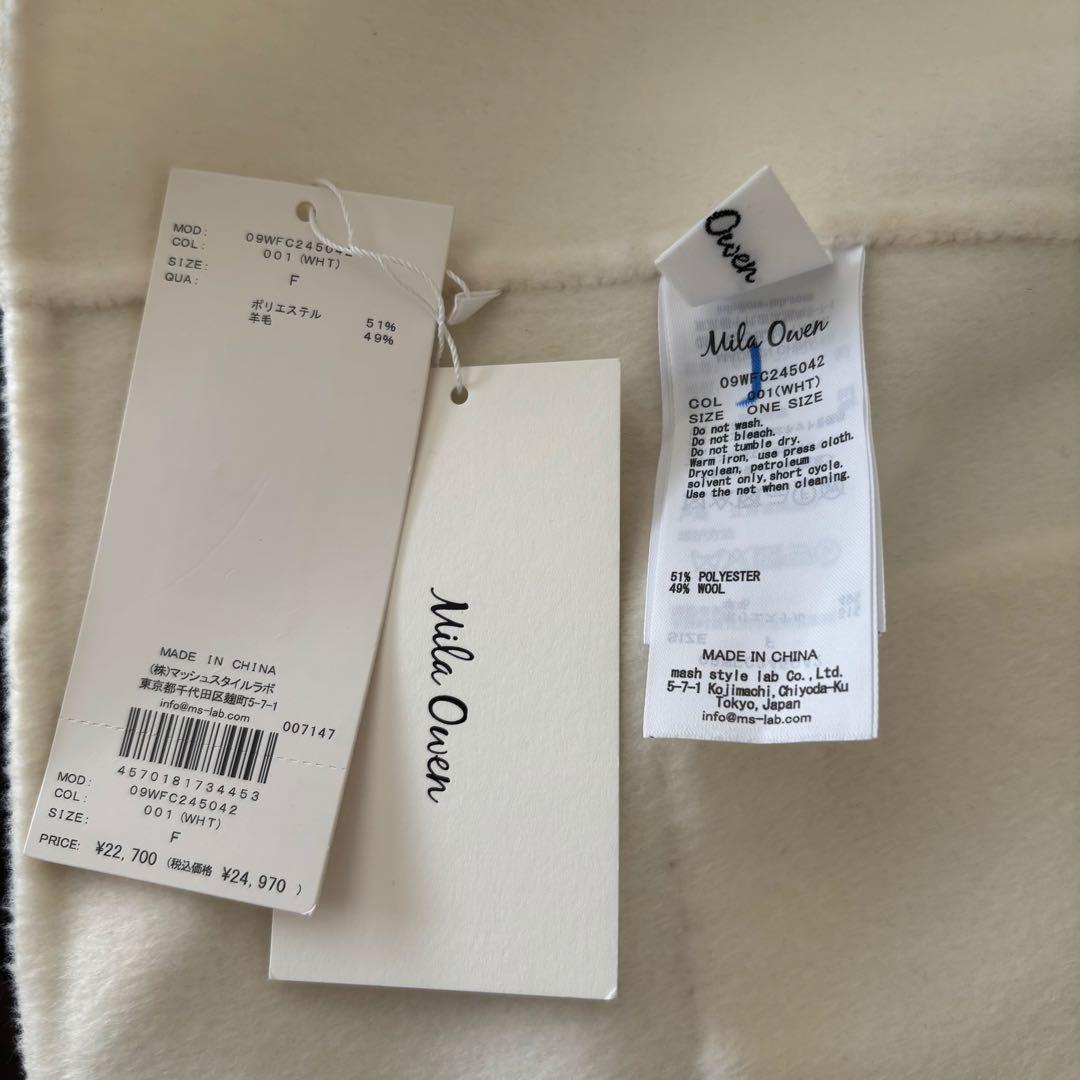 MOD: 09WFC245042
COL: 001 (WHT)
SIZE: F
QUA:
ポリエステル 51%
羊毛 49%
MADE IN CHINA
(株)マッシュスタイルラボ
東京都千代田区麹町5-7-1
info@ms-lab.com
007147
4570181734453
MOD: 09WFC245042
COL: 001 (WHT)
SIZE: F
PRICE: ¥22,700 (税込価格 ¥24,970 )
Mila Owen
Owen
Mila Owen
09WFC245042
COL 001(WHT)
SIZE ONE SIZE
Do not wash.
Do not bleach.
Do not tumble dry.
Warm iron, use press cloth.
Dryclean, petroleum
solvent only,short cycle.
Use the net when cleaning.
51% POLYESTER
49% WOOL
MADE IN CHINA
mash style lab Co.,Ltd.
5-7-1 Kojimachi,Chiyoda-Ku
Tokyo,Japan
info@ms-lab.com